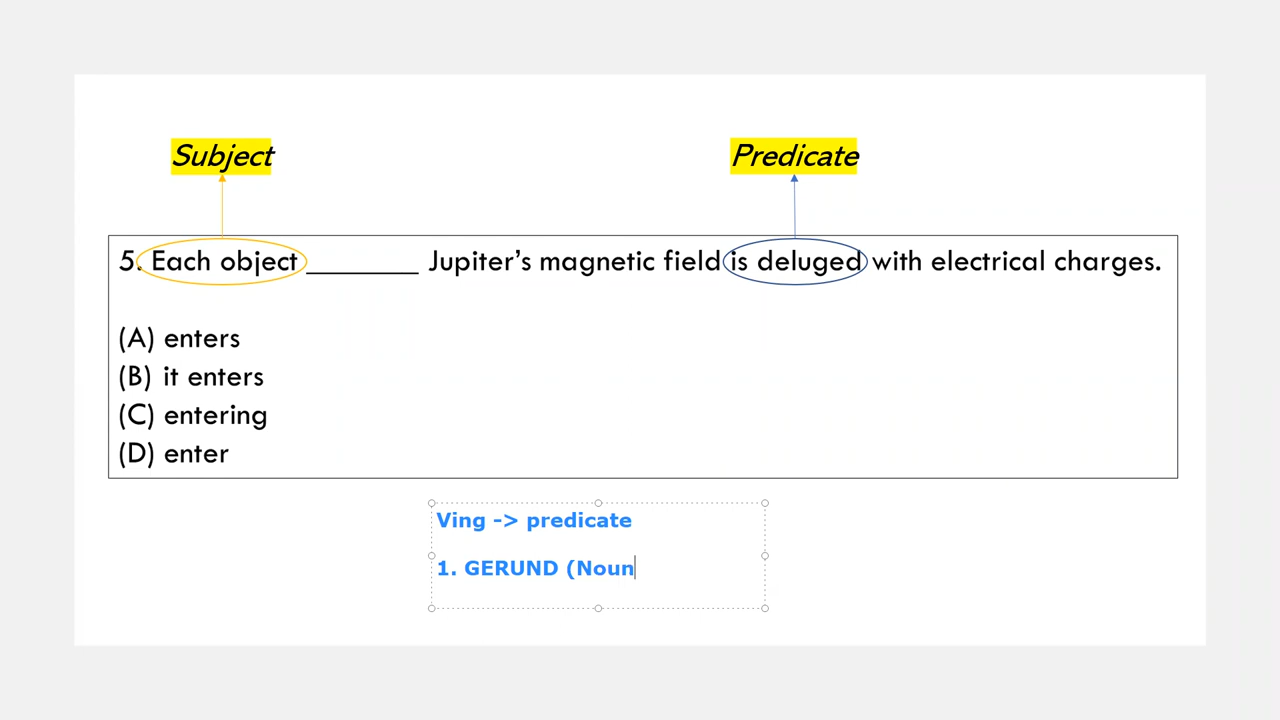 Subject
Predicate
5. Each object ________ Jupiter's magnetic field is deluged with electrical charges.
(A) enters
(B) it enters
(C) entering
(D) enter
Ving -> predicate
1. GERUND (Noun